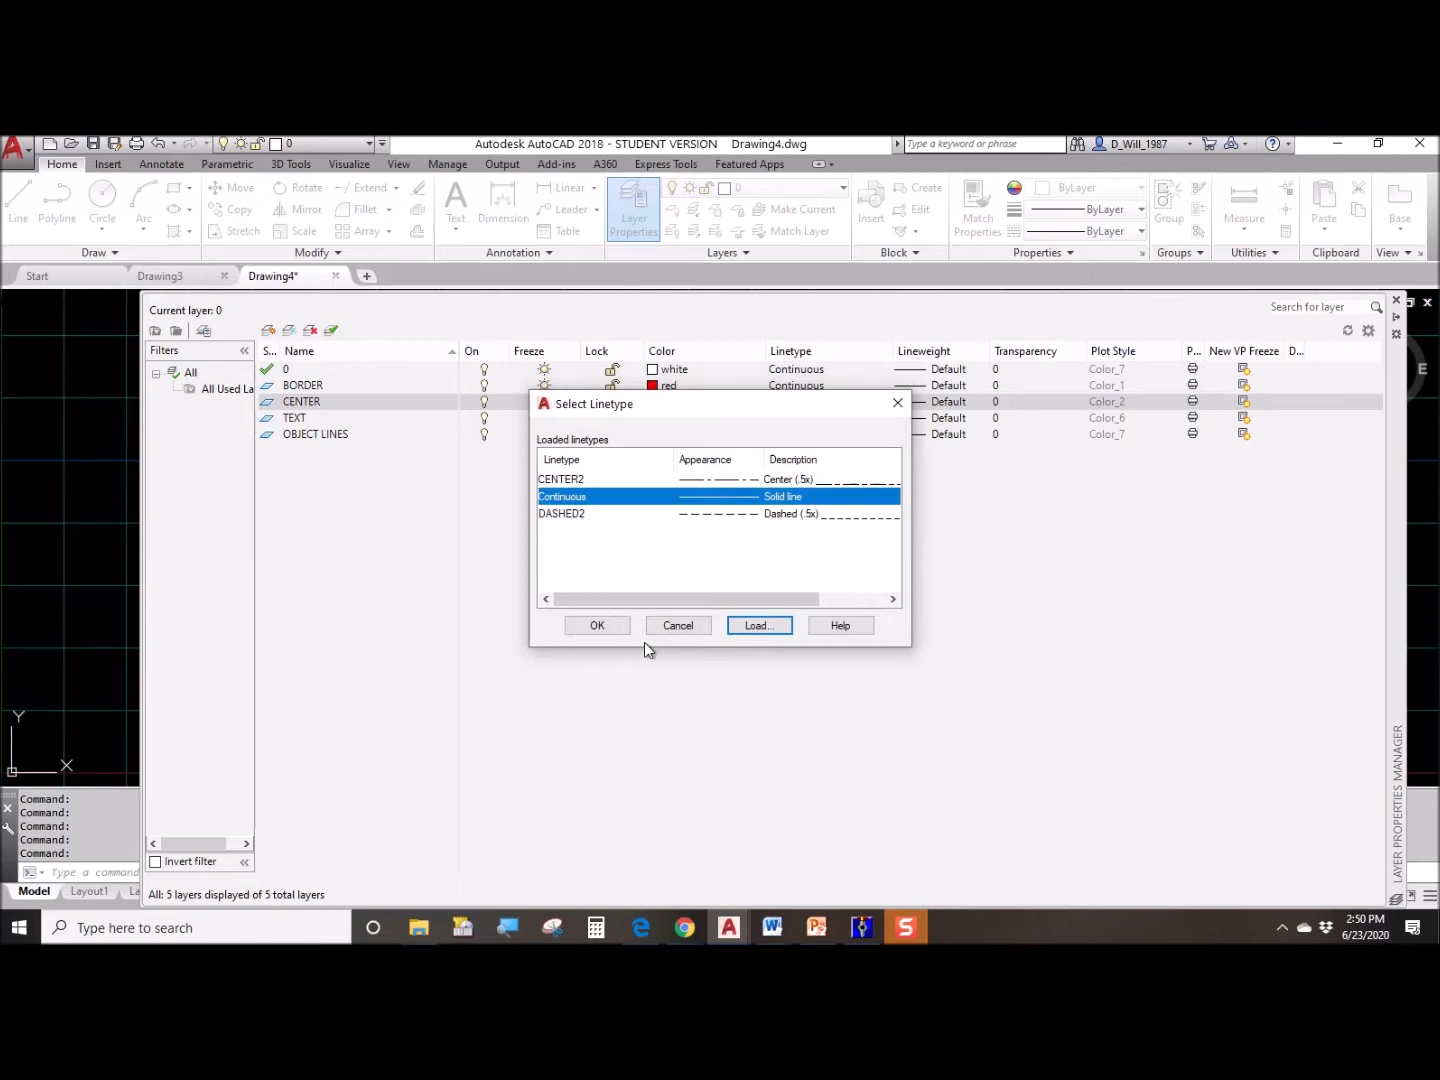 0
Autodesk AutoCAD 2018 - STUDENT VERSION Drawing4.dwg
Type a keyword or phrase
D_Will_1987
Home Insert Annotate Parametric 3D Tools Visualize View Manage Output Add-ins A360 Express Tools Featured Apps
Line Polyline Circle Arc
Move Rotate Extend
Copy Mirror Fillet
Stretch Scale Array
Text Dimension
Linear
Leader
Table
Layer Properties
0
Make Current
Match Layer
Insert
Create
Edit
Match Properties
ByLayer
ByLayer
ByLayer
Group
Measure
Paste
Base
Draw Modify Annotation Layers Block Properties Groups Utilities Clipboard View
Start Drawing3 Drawing4*
Current layer: 0
Search for layer
Filters
All
All Used La
S... Name On Freeze Lock Color Linetype Lineweight Transparency Plot Style P... New VP Freeze D...
0 white Continuous Default 0 Color_7
BORDER red Default 0 Color_1
CENTER Default 0 Color_2
TEXT Default 0 Color_6
OBJECT LINES Default 0 Color_7
Select Linetype
Loaded linetypes
Linetype Appearance Description
CENTER2 Center (.5x)
Continuous Solid line
DASHED2 Dashed (.5x)
OK Cancel Load... Help
E
Y
X
Command:
Command:
Command:
Command:
Command:
Type a command
Invert filter
Model Layout1 La
All: 5 layers displayed of 5 total layers
LAYER PROPERTIES MANAGER
Type here to search
2:50 PM
6/23/2020